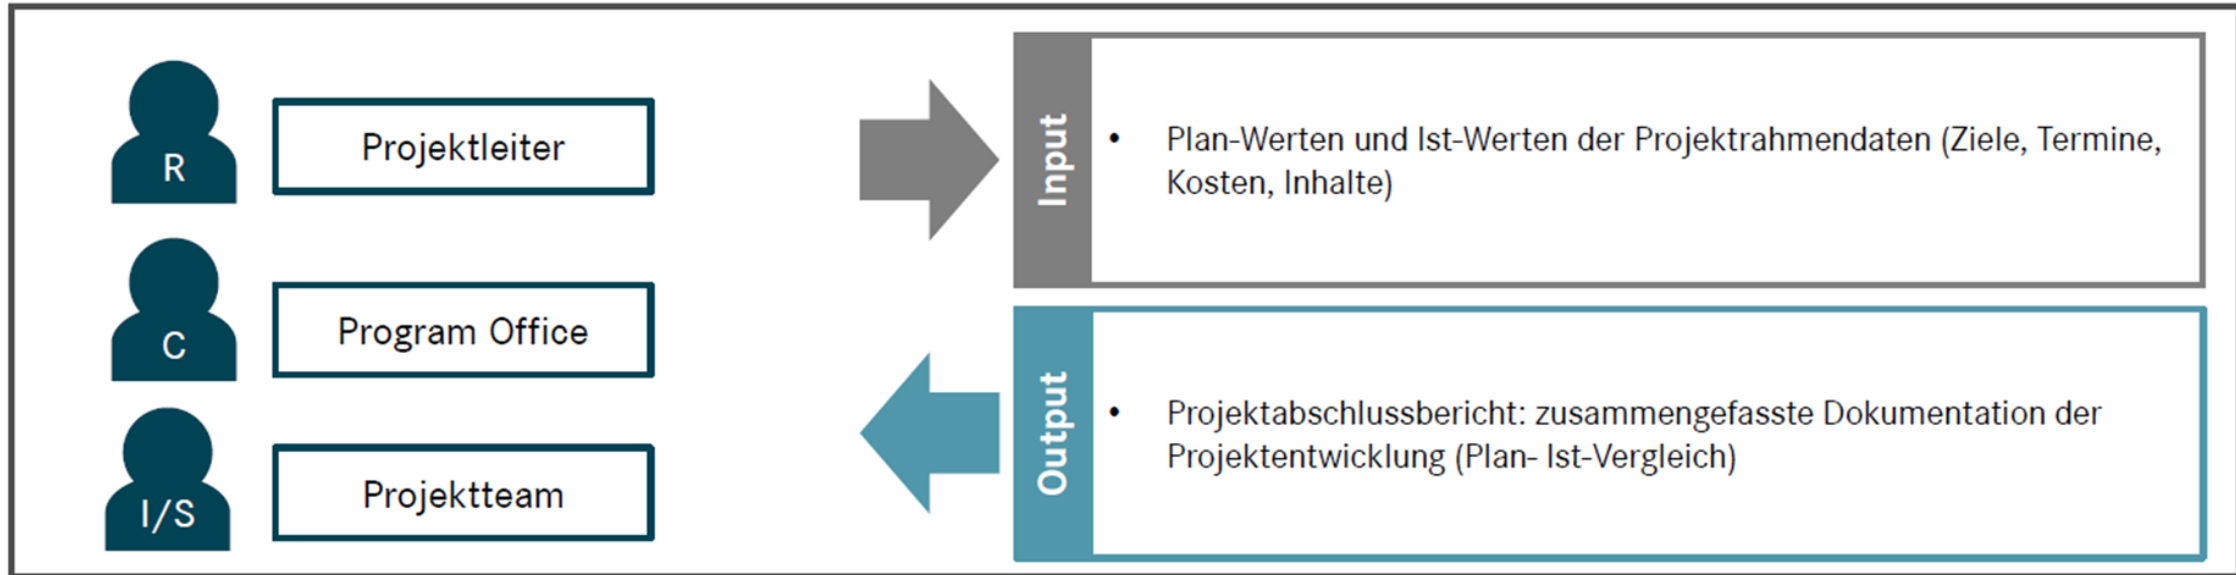 R
Projektleiter
C
Program Office
I/S
Projektteam
Input
• Plan-Werten und Ist-Werten der Projektrahmendaten (Ziele, Termine,
Kosten, Inhalte)
Output
• Projektabschlussbericht: zusammengefasste Dokumentation der
Projektentwicklung (Plan- Ist-Vergleich)